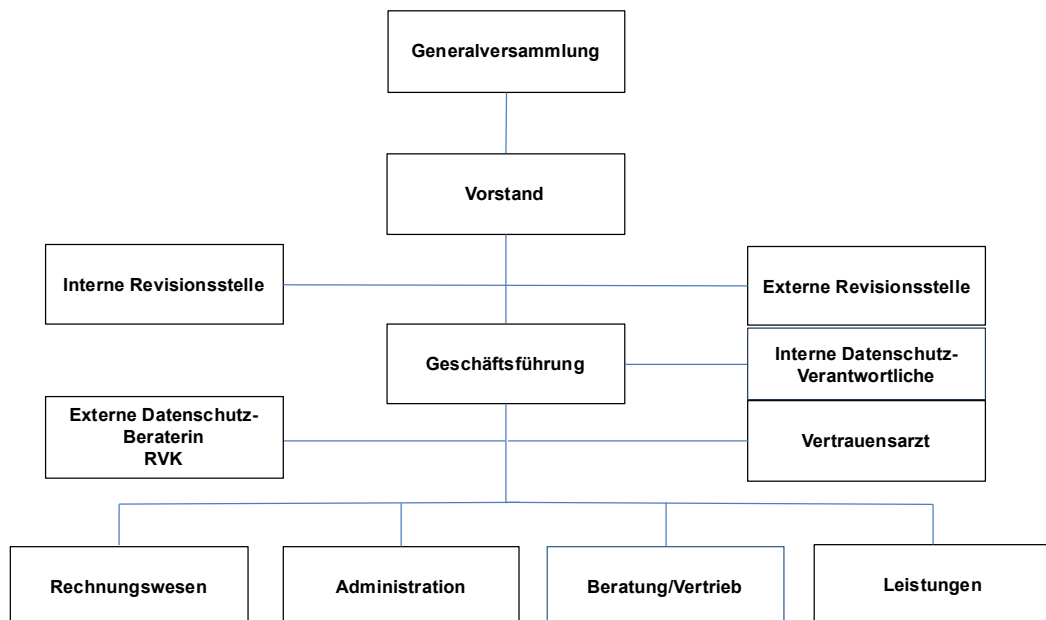 Generalversammlung
Vorstand
Interne Revisionsstelle
Externe Revisionsstelle
Geschäftsführung
Interne Datenschutz-
Verantwortliche
Externe Datenschutz-
Beraterin
RVK
Vertrauensarzt
Rechnungswesen
Administration
Beratung/Vertrieb
Leistungen